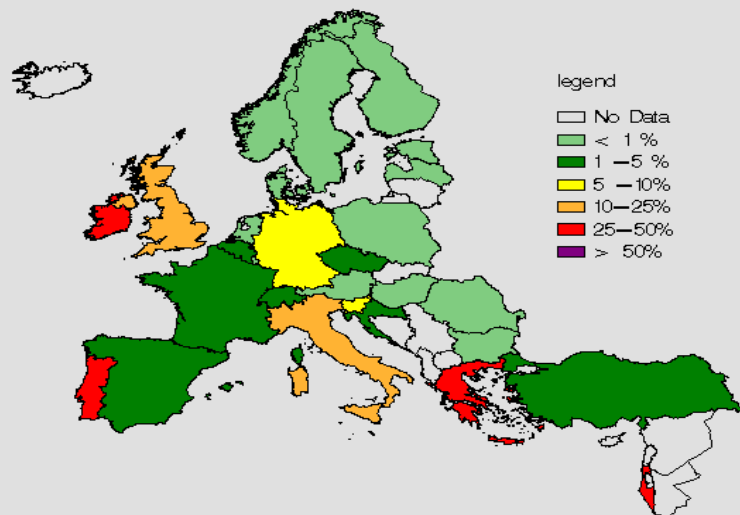 legend
No Data
< 1 %
1 –5 %
5 –10%
10–25%
25–50%
> 50%